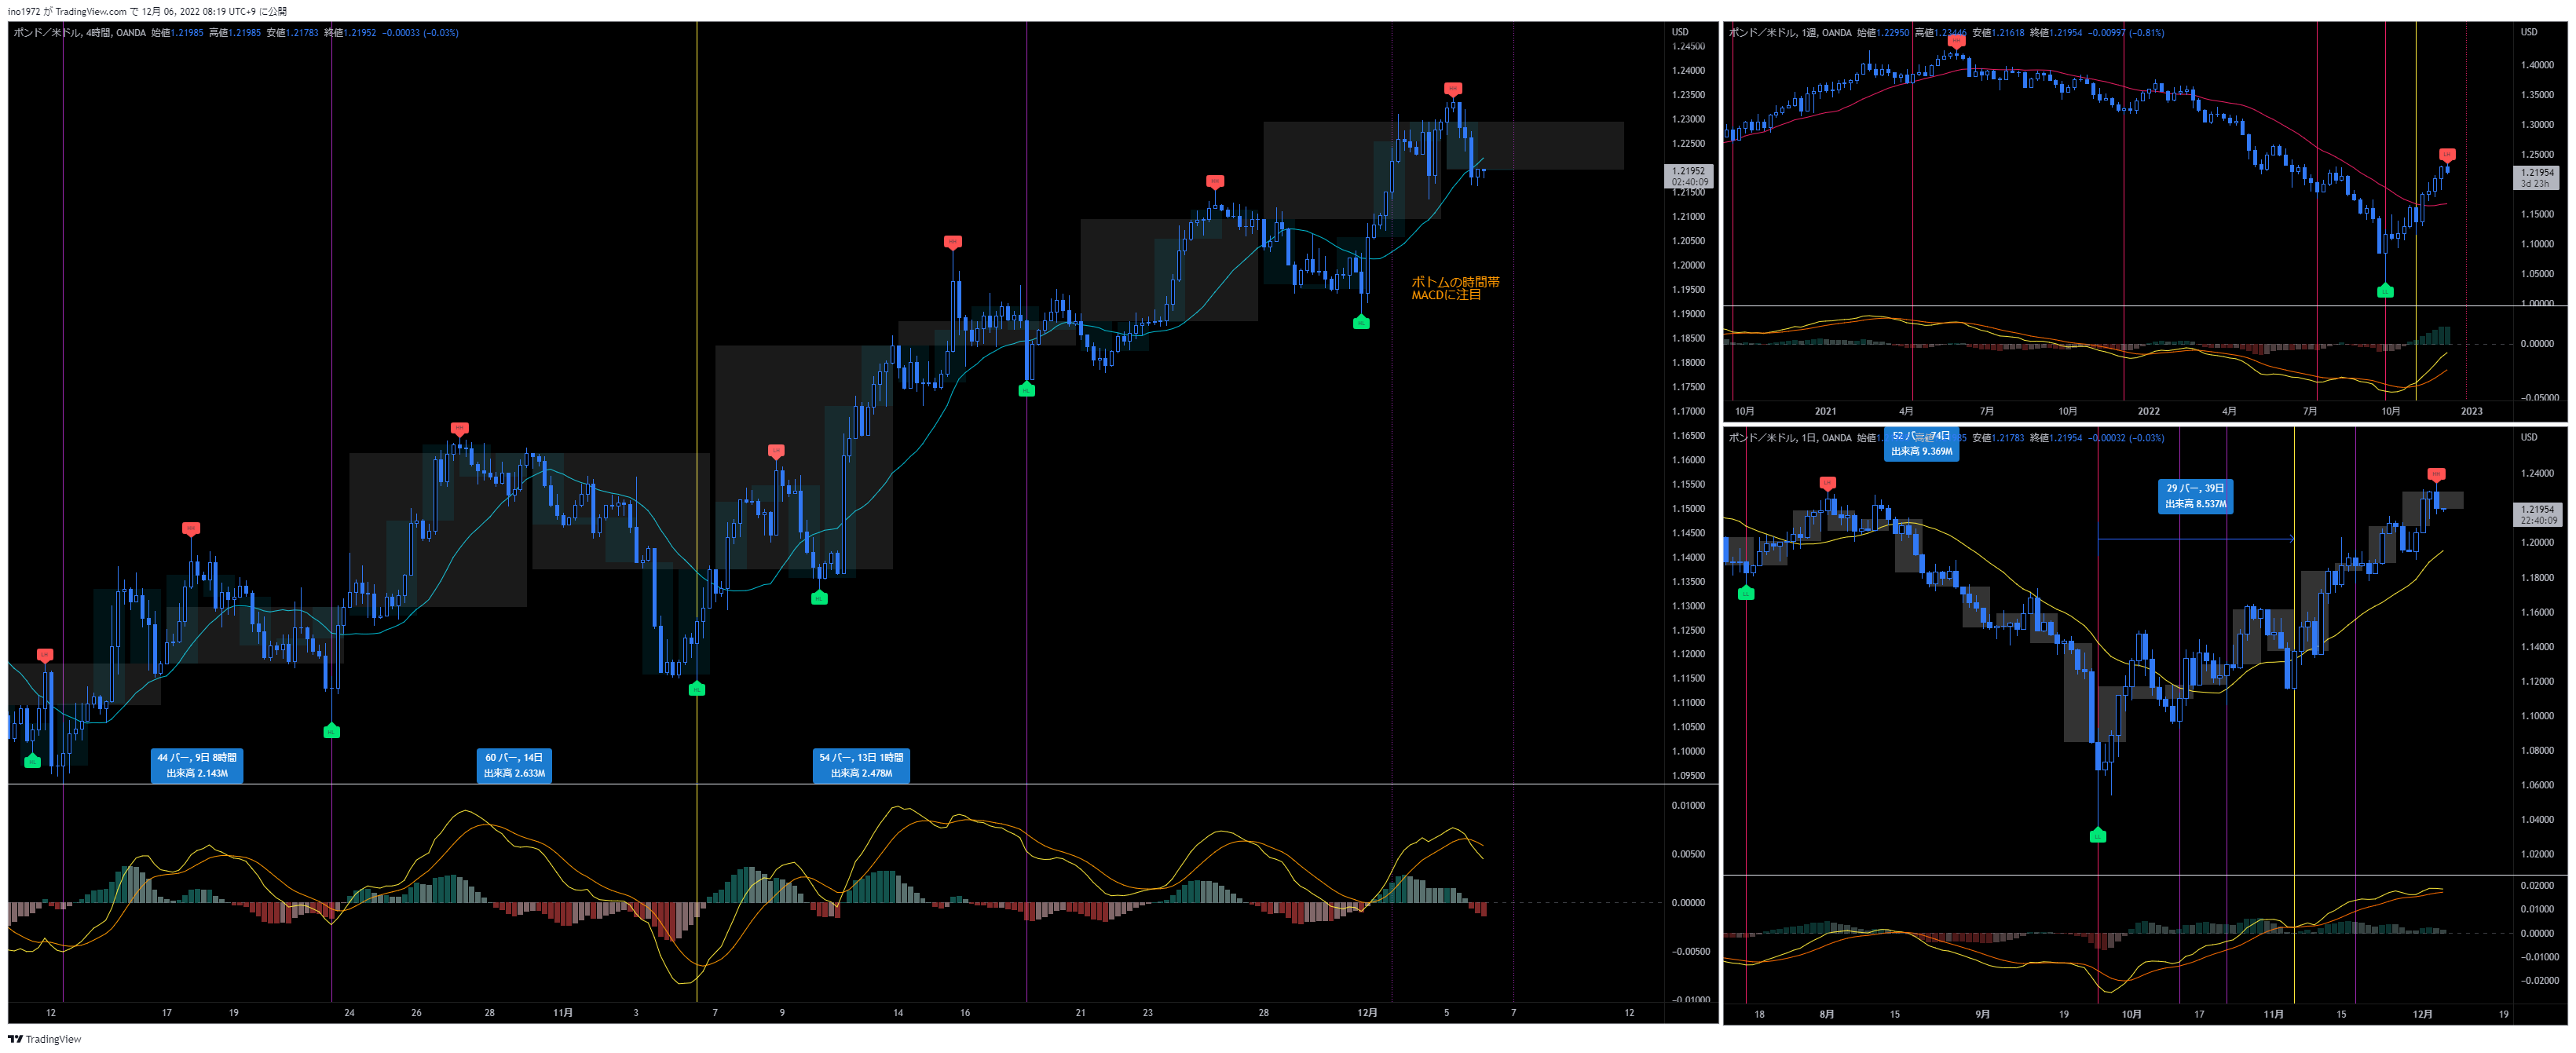 ino1972 が TradingView.com で 12月 06, 2022 08:19 UTC+9 に公開
ポンド／米ドル, 4時間, OANDA 始値1.21985 高値1.21985 安値1.21783 終値1.21952 −0.00033 (−0.03%)
USD
1.24500
1.24000
1.23500
1.23000
1.22500
1.21952
02:40:09
1.21500
1.21000
1.20500
1.20000
1.19500
1.19000
1.18500
1.18000
1.17500
1.17000
1.16500
1.16000
1.15500
1.15000
1.14500
1.14000
1.13500
1.13000
1.12500
1.12000
1.11500
1.11000
1.10500
1.10000
1.09500
ボトムの時間帯
MACDに注目
44 バー, 9日 8時間
出来高 2.143M
60 バー, 14日
出来高 2.633M
54 バー, 13日 1時間
出来高 2.478M
0.01000
0.00500
0.00000
−0.00500
−0.01000
12 17 19 24 26 28 11月 3 7 9 14 16 21 23 28 12月 5 7 12
ポンド／米ドル, 1週, OANDA 始値1.22950 高値1.23446 安値1.21618 終値1.21954 −0.00997 (−0.81%)
USD
1.40000
1.35000
1.30000
1.25000
1.21954
3d 23h
1.15000
1.10000
1.05000
1.00000
0.00000
−0.05000
10月 2021 4月 7月 10月 2022 4月 7月 10月 2023
ポンド／米ドル, 1日, OANDA 始値 安値1.21783 終値1.21954 −0.00032 (−0.03%)
USD
52 バー, 74日
出来高 9.369M
29 バー, 39日
出来高 8.537M
1.24000
1.21954
22:40:09
1.20000
1.18000
1.16000
1.14000
1.12000
1.10000
1.08000
1.06000
1.04000
1.02000
0.02000
0.01000
0.00000
−0.01000
−0.02000
18 8月 15 9月 19 10月 17 11月 15 12月 19
TradingView